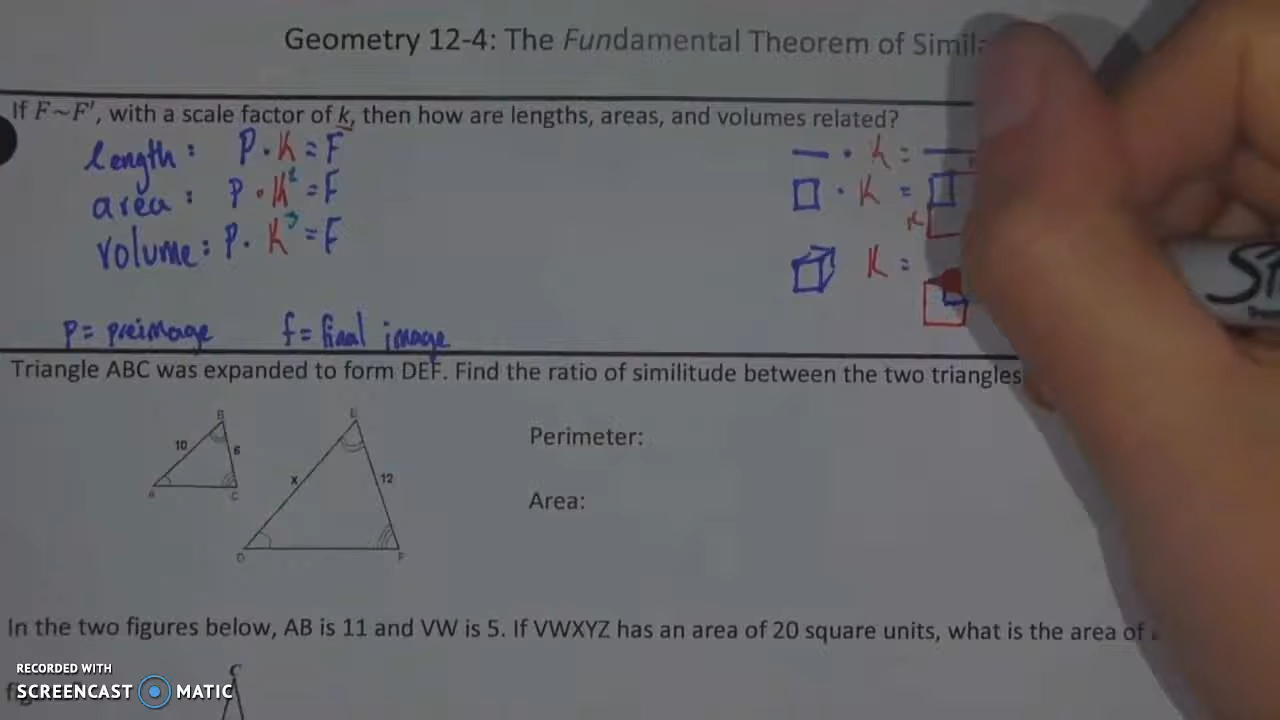 Geometry 12-4: The Fundamental Theorem of
If F~F', with a scale factor of k, then how are lengths, areas, and volumes related?
length: P · K = F
area: P · K² = F
volume: P · K³ = F
p = preimage f = final image
· K =
· K =
K
K =
Triangle ABC was expanded to form DEF. Find the ratio of similitude between the two triangles
B
10
6
A
C
E
x
12
D
F
Perimeter:
Area:
In the two figures below, AB is 11 and VW is 5. If VWXYZ has an area of 20 square units, what is the area of
C
RECORDED WITH
SCREENCAST MATIC